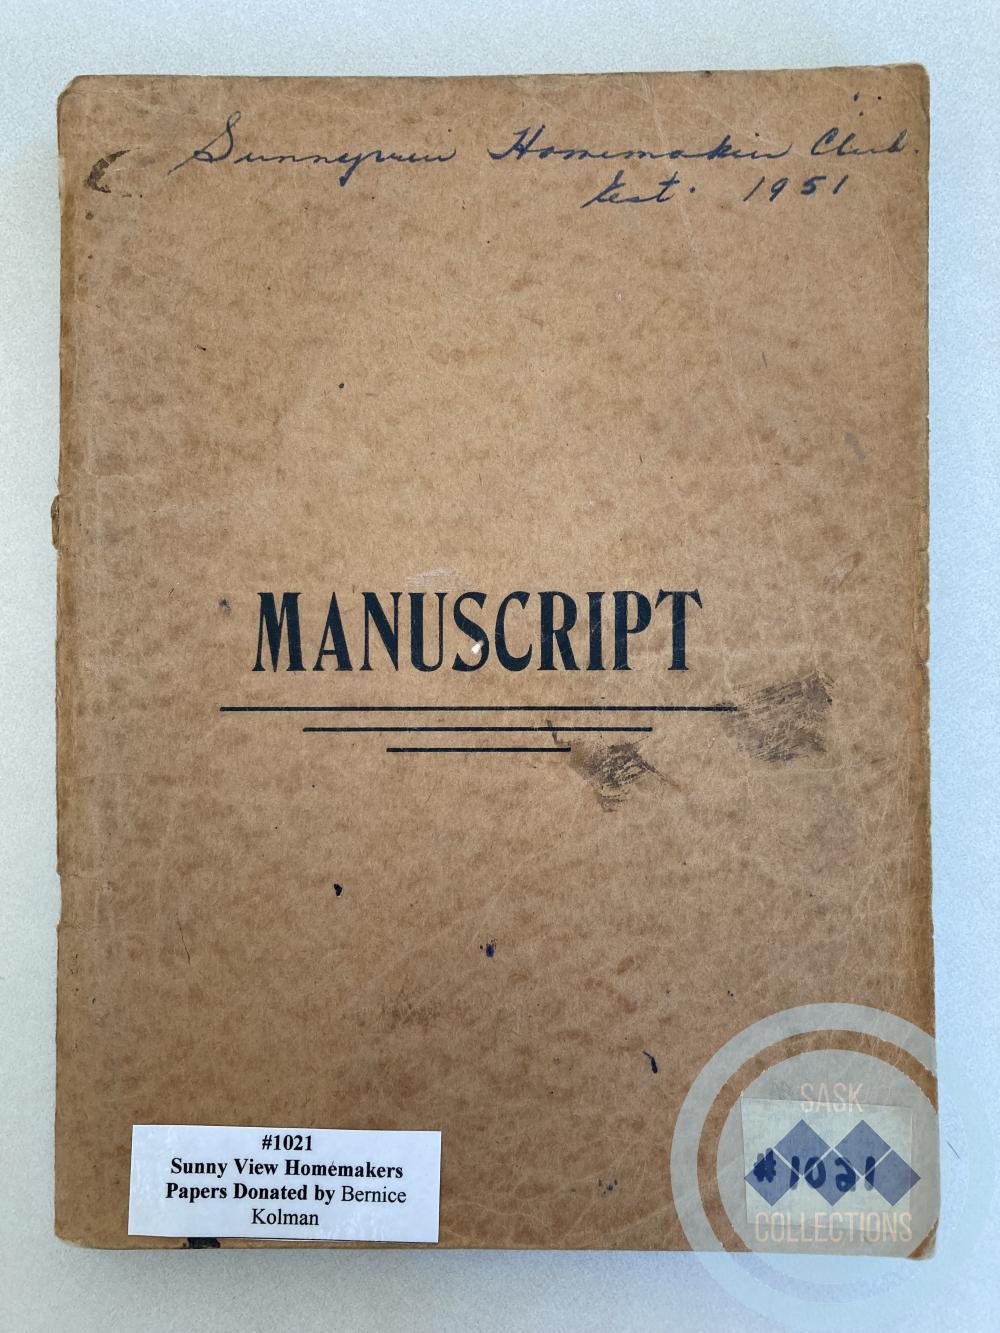 Sunnyview Homemakers Club.
est. 1951
MANUSCRIPT
#1021
Sunny View Homemakers
Papers Donated by Bernice
Kolman
SASK
#1021
COLLECTIONS